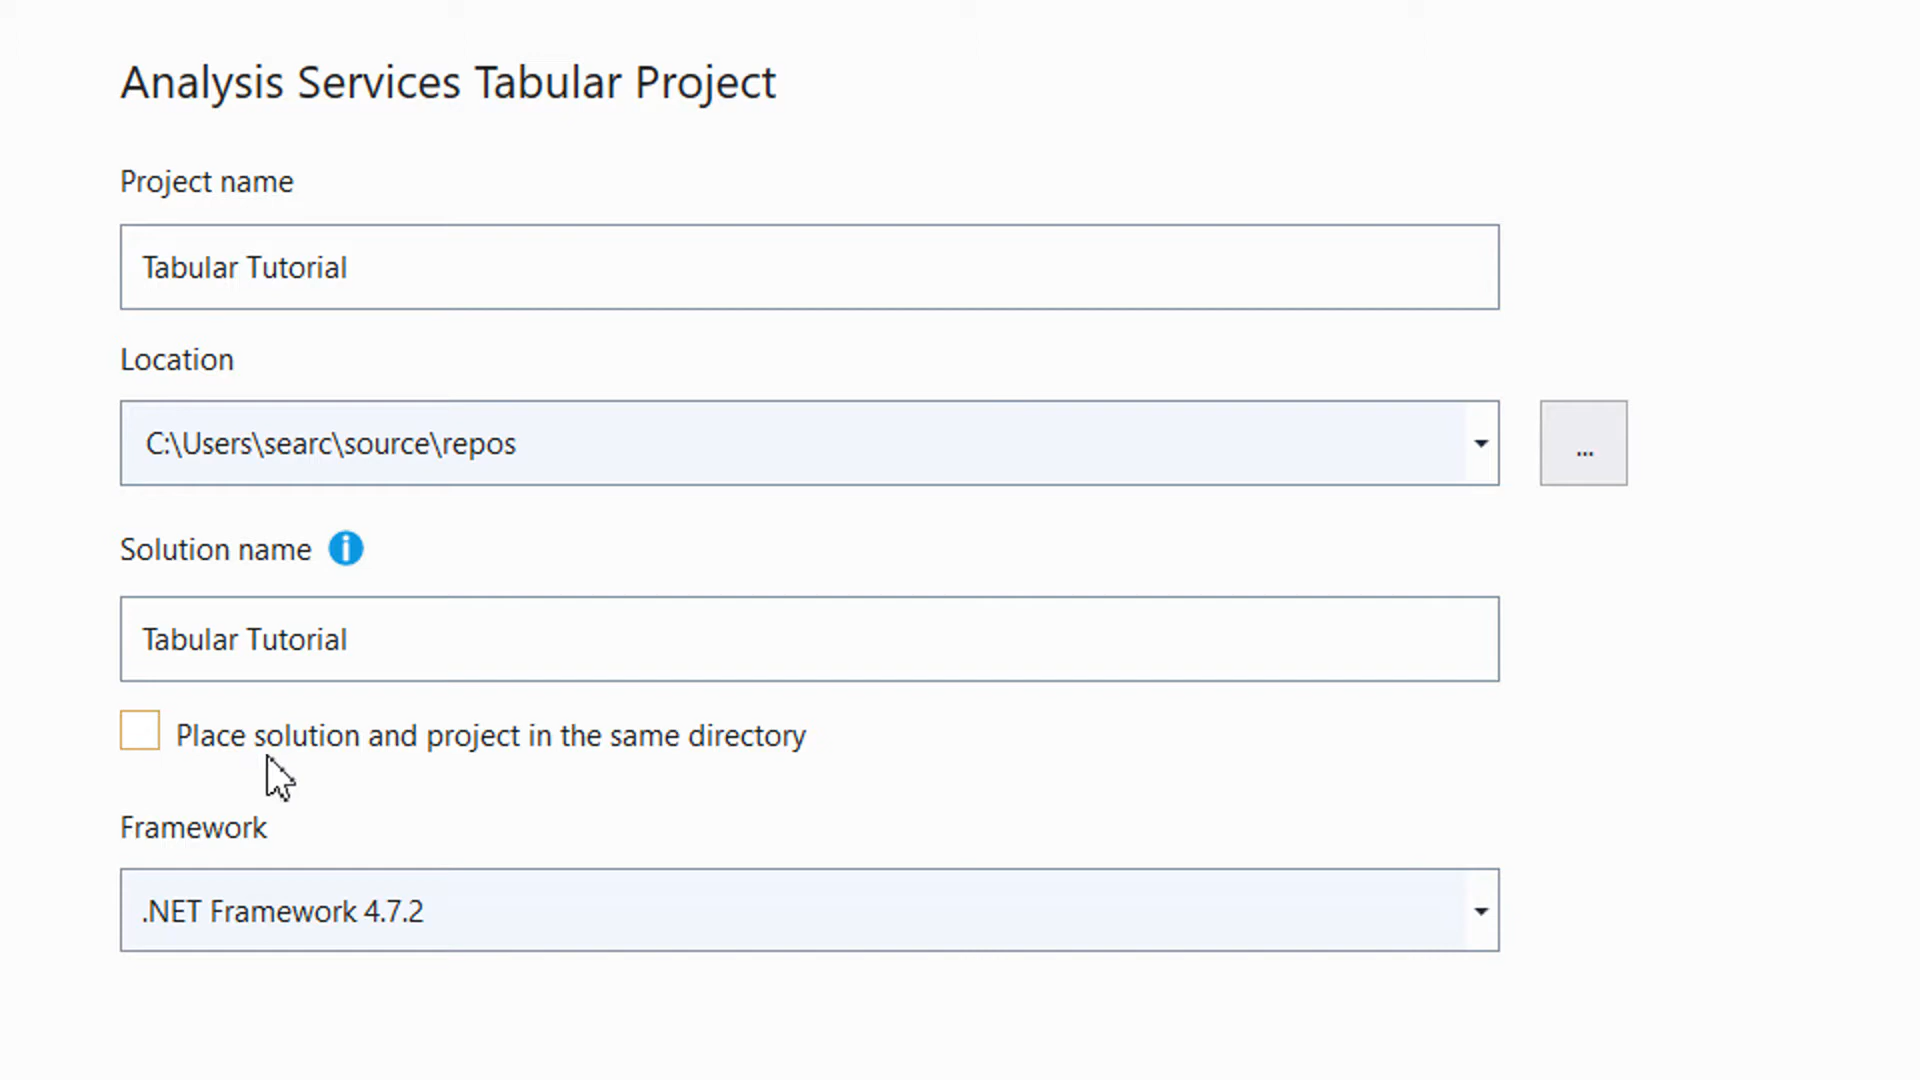 Analysis Services Tabular Project
Project name
Tabular Tutorial
Location
C:\Users\searc\source\repos
...
Solution name
Tabular Tutorial
Place solution and project in the same directory
Framework
.NET Framework 4.7.2